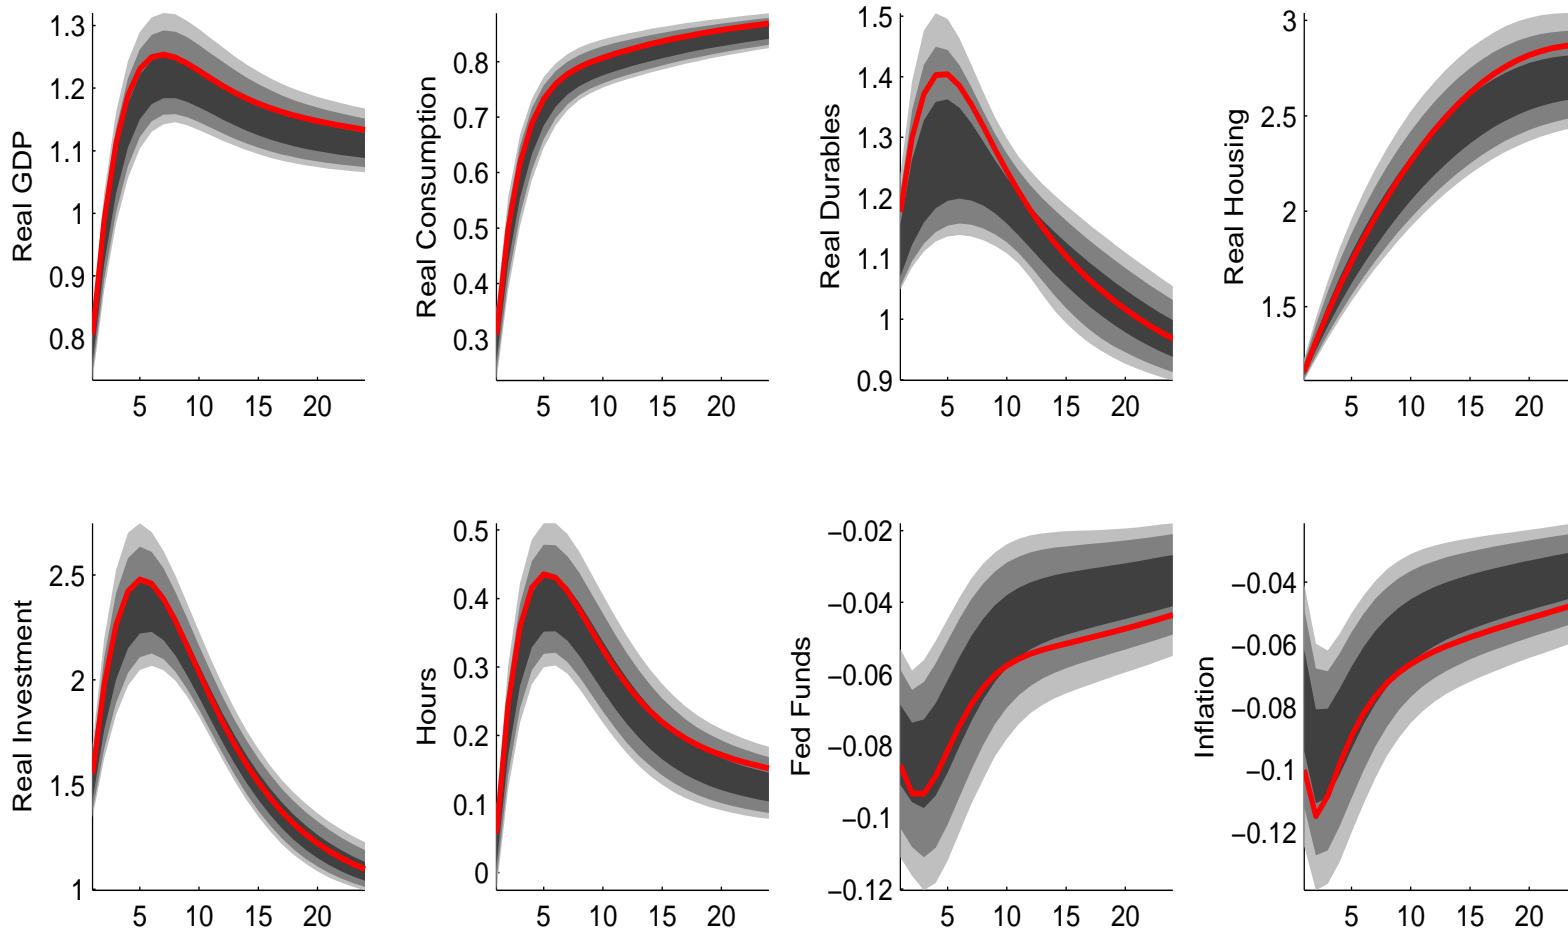 Real GDP
1.3
1.2
1.1
1
0.9
0.8
5 10 15 20
Real Consumption
0.8
0.7
0.6
0.5
0.4
0.3
5 10 15 20
Real Durables
1.5
1.4
1.3
1.2
1.1
1
0.9
5 10 15 20
Real Housing
3
2.5
2
1.5
5 10 15 20
Real Investment
2.5
2
1.5
1
5 10 15 20
Hours
0.5
0.4
0.3
0.2
0.1
0
5 10 15 20
Fed Funds
−0.02
−0.04
−0.06
−0.08
−0.1
−0.12
5 10 15 20
Inflation
−0.04
−0.06
−0.08
−0.1
−0.12
5 10 15 20